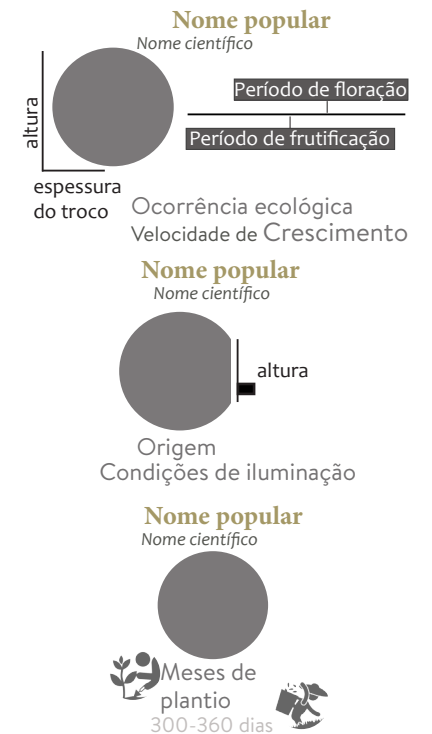 Nome popular
Nome científico
altura
Período de floração
Período de frutificação
espessura
do troco
Ocorrência ecológica
Velocidade de Crescimento
Nome popular
Nome científico
altura
Origem
Condições de iluminação
Nome popular
Nome científico
Meses de
plantio
300-360 dias